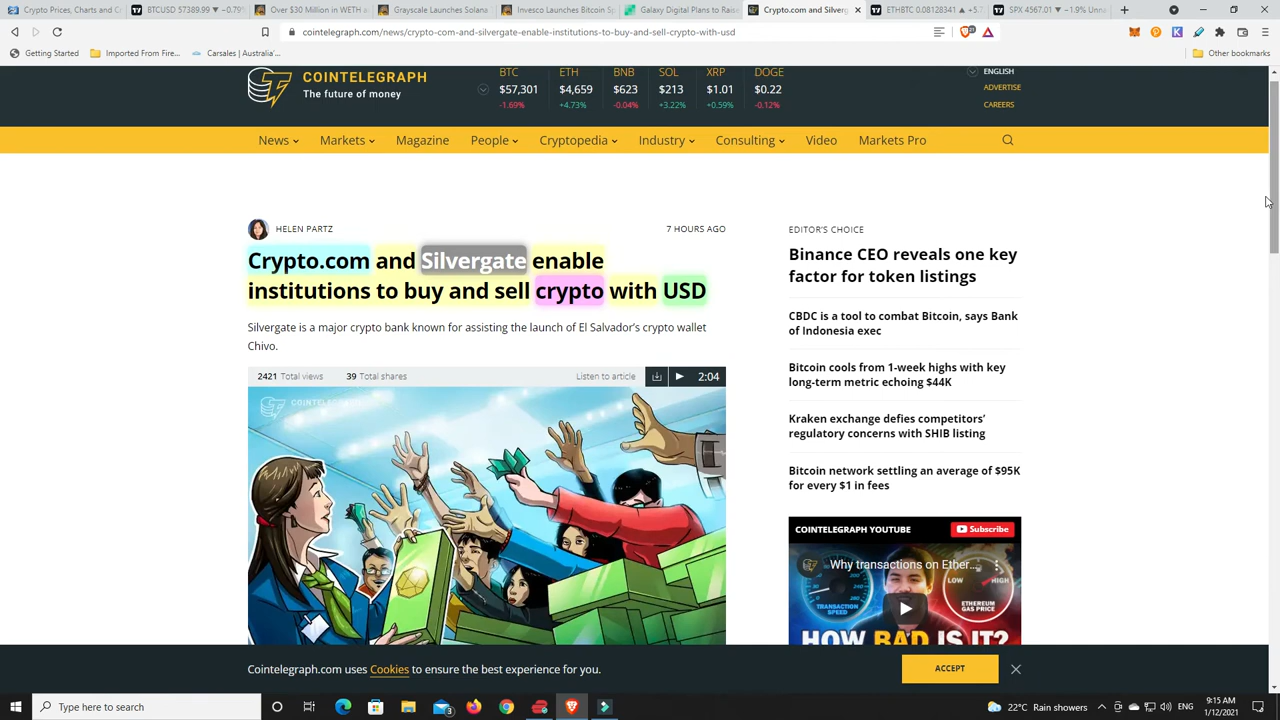 Crypto Prices, Charts and C
BTCUSD 57389.99 ▼ −0.79%
Over $30 Million in WETH a
Grayscale Launches Solana
Invesco Launches Bitcoin Sp
Galaxy Digital Plans to Raise
Crypto.com and Silverg
ETHBTC 0.08128341 ▲ +5.
SPX 4567.01 ▼ −1.9% Unn
cointelegraph.com/news/crypto-com-and-silvergate-enable-institutions-to-buy-and-sell-crypto-with-usd
Getting Started
Imported From Fire...
Carsales | Australia'...
Other bookmarks
COINTELEGRAPH
The future of money
BTC ETH BNB SOL XRP DOGE
$57,301 $4,659 $623 $213 $1.01 $0.22
-1.69% +4.73% -0.04% +3.22% +0.59% -0.12%
ENGLISH
ADVERTISE
CAREERS
News Markets Magazine People Cryptopedia Industry Consulting Video Markets Pro
HELEN PARTZ
7 HOURS AGO
Crypto.com and Silvergate enable
institutions to buy and sell crypto with USD
Silvergate is a major crypto bank known for assisting the launch of El Salvador's crypto wallet
Chivo.
2421 Total views 39 Total shares
Listen to article 2:04
COINTELEGRAPH
EDITOR'S CHOICE
Binance CEO reveals one key
factor for token listings
CBDC is a tool to combat Bitcoin, says Bank
of Indonesia exec
Bitcoin cools from 1-week highs with key
long-term metric echoing $44K
Kraken exchange defies competitors'
regulatory concerns with SHIB listing
Bitcoin network settling an average of $95K
for every $1 in fees
COINTELEGRAPH YOUTUBE
Subscribe
Why transactions on Ether...
TRANSACTION
SPEED
LOW
HIGH
ETHEREUM
GAS PRICE
HOW BAD IS IT?
Cointelegraph.com uses Cookies to ensure the best experience for you.
ACCEPT
Type here to search
22°C Rain showers
ENG
9:15 AM
1/12/2021